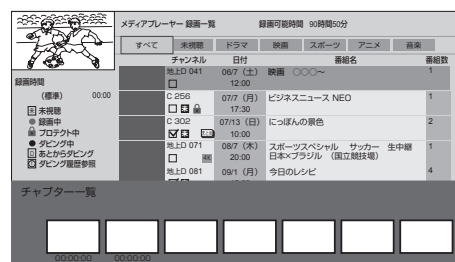 メディアプレーヤー 録画一覧 録画可能時間 90時間50分
すべて 未視聴 ドラマ 映画 スポーツ アニメ 音楽
チャンネル 日付 番組名 番組数
地上D 041 06/7 (土) 映画 ○○○〜 1
12:00
C 256 07/7 (月) ビジネスニュース NEO 1
17:30
C 302 07/13 (日) にっぽんの景色 2
10:00
地上D 071 08/7 (木) スポーツスペシャル サッカー 生中継 1
4K 20:00 日本×ブラジル (国立競技場)
地上D 081 09/1 (月) 今日のレシピ 4
録画時間
(標準) 00:00
未視聴
録画中
プロテクト中
ダビング中
あとからダビング
ダビング履歴参照
チャプター一覧
00:00:00 00:00:00